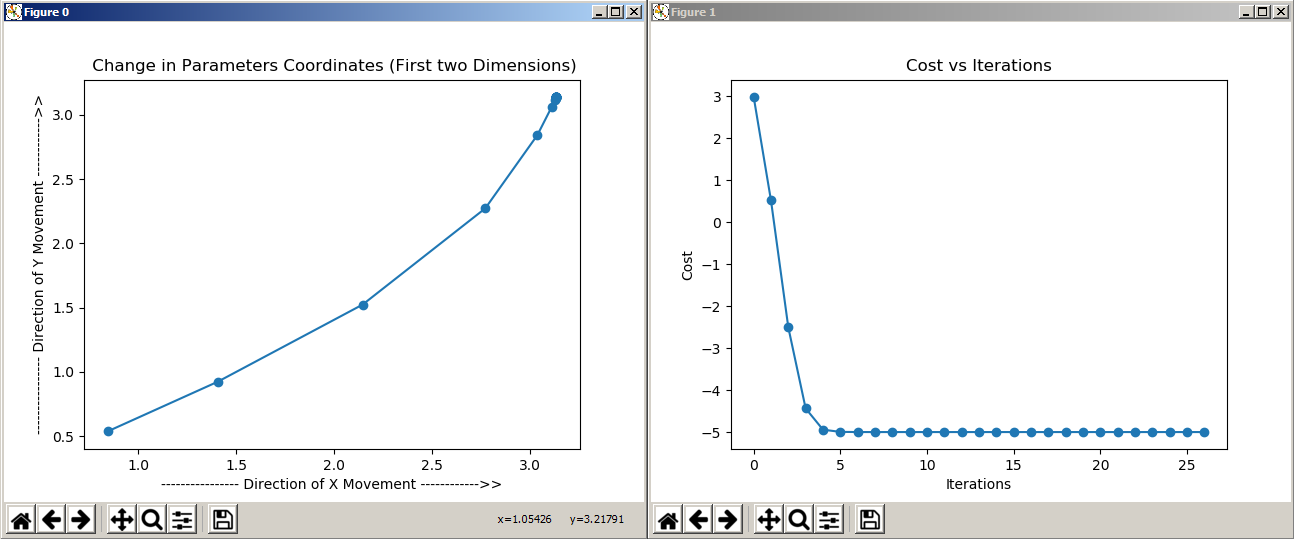 Figure 0
Change in Parameters Coordinates (First two Dimensions)
---------------- Direction of Y Movement ------------>>
3.0
2.5
2.0
1.5
1.0
0.5
1.0 1.5 2.0 2.5 3.0
---------------- Direction of X Movement ------------>>
x=1.05426 y=3.21791
Figure 1
Cost vs Iterations
Cost
3
2
1
0
−1
−2
−3
−4
−5
0 5 10 15 20 25
Iterations